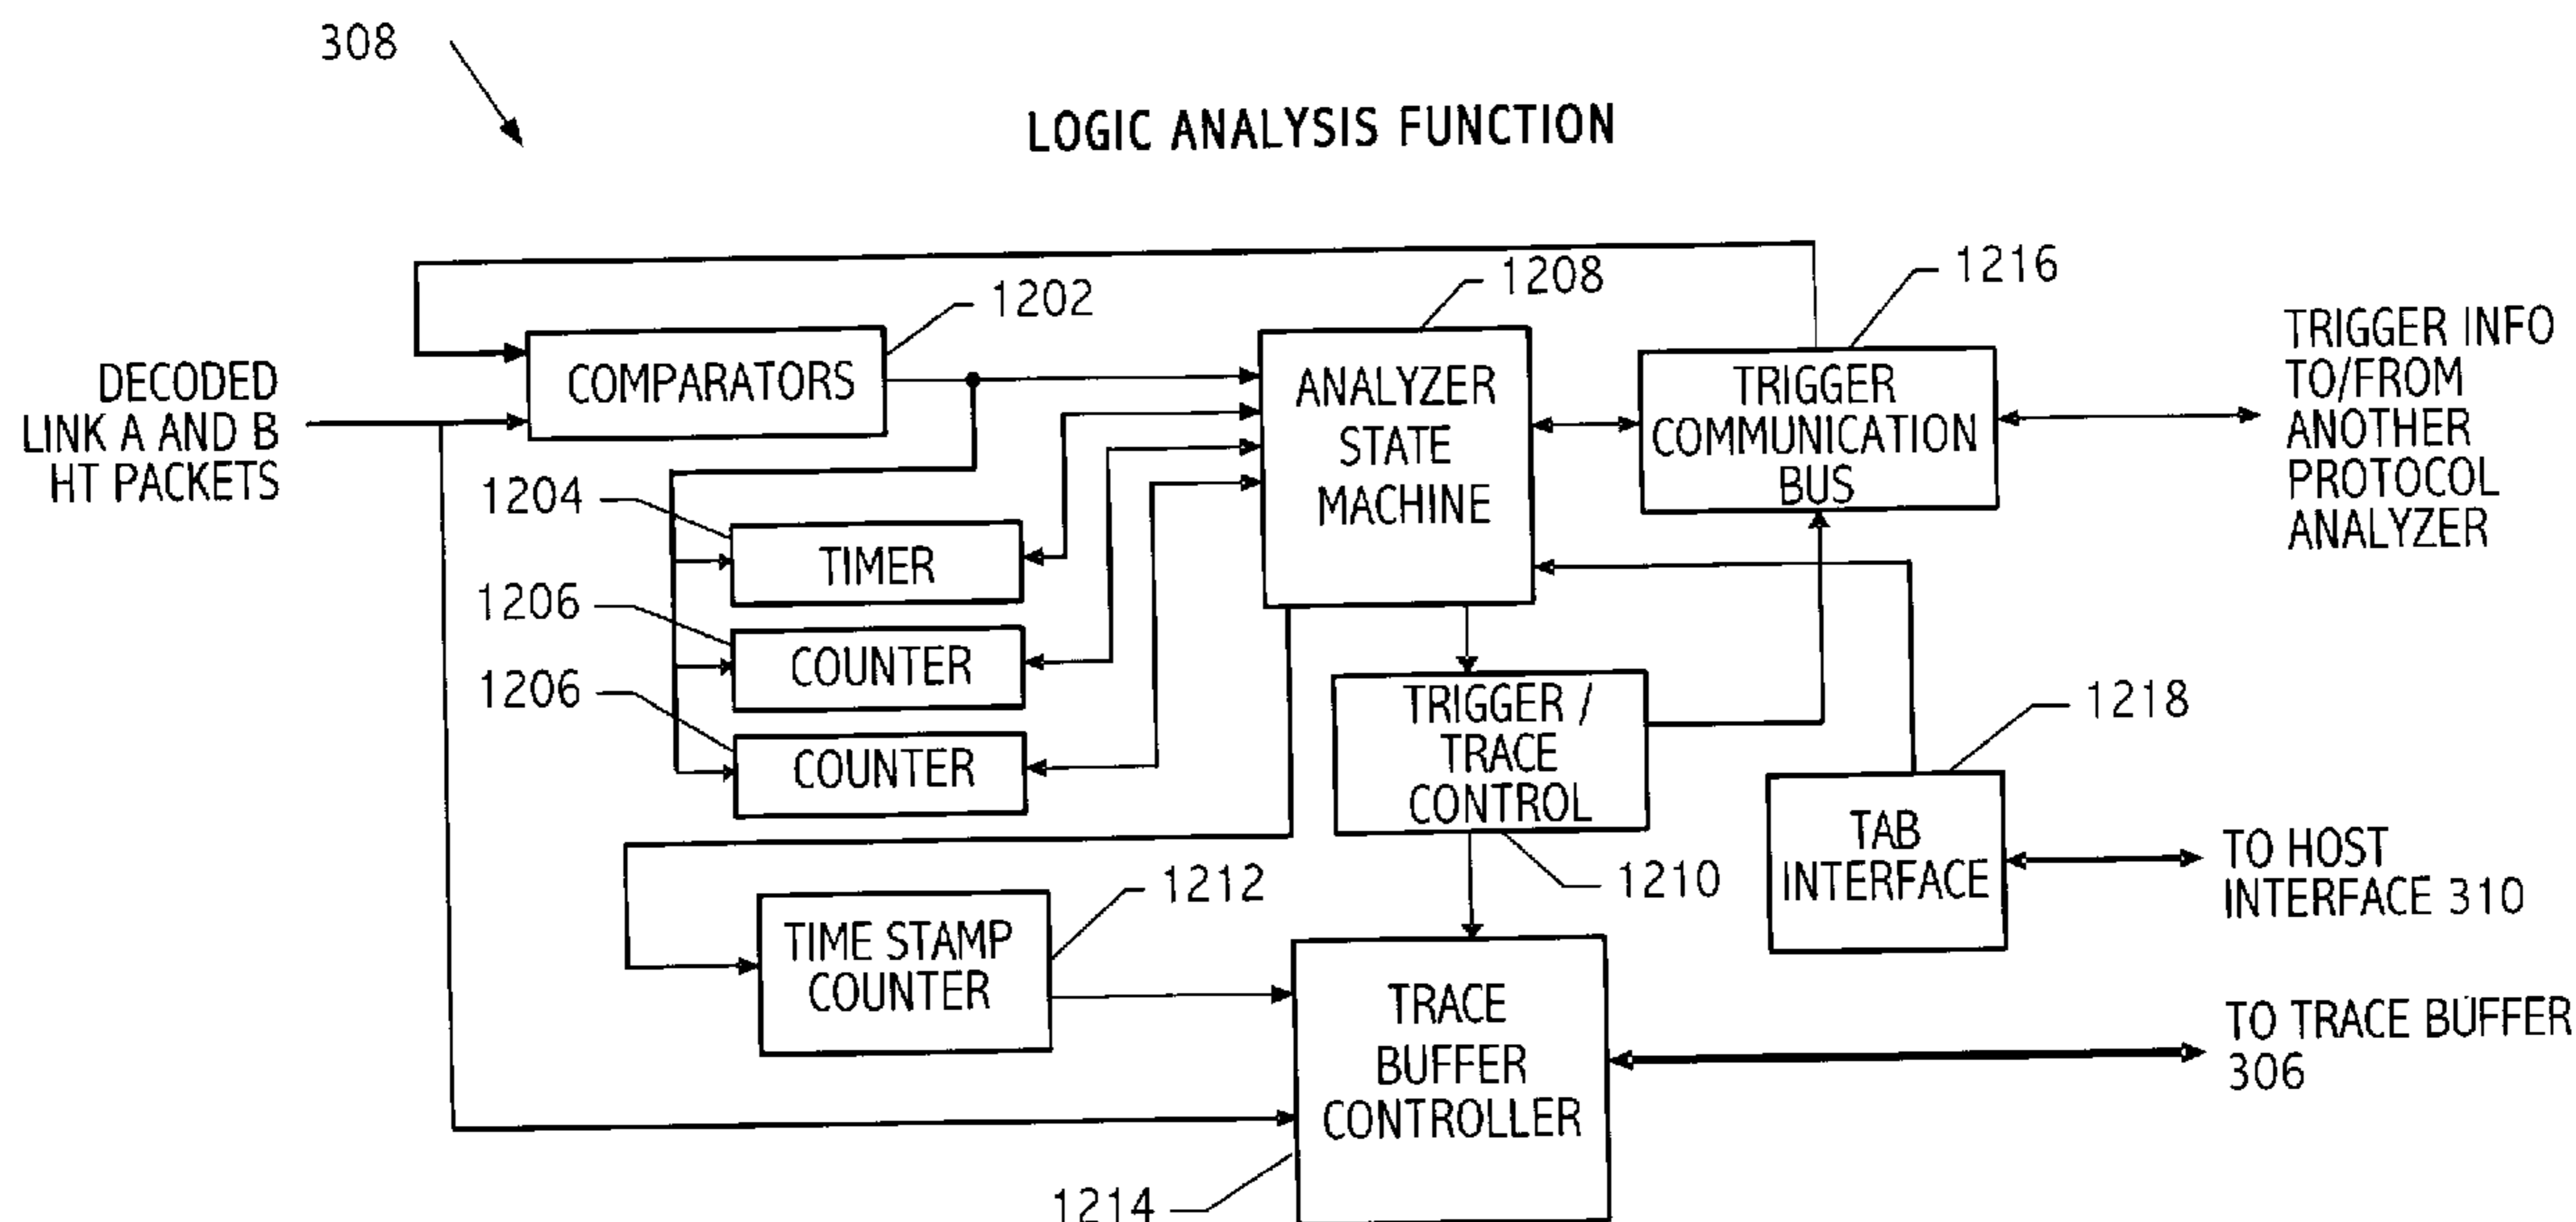 308
LOGIC ANALYSIS FUNCTION
1202
1208
1216
DECODED
LINK A AND B
HT PACKETS
COMPARATORS
ANALYZER
STATE
MACHINE
TRIGGER
COMMUNICATION
BUS
TRIGGER INFO
TO/FROM
ANOTHER
PROTOCOL
ANALYZER
1204
TIMER
1206
COUNTER
1206
COUNTER
TRIGGER /
TRACE
CONTROL
1210
1218
TAB
INTERFACE
TO HOST
INTERFACE 310
1212
TIME STAMP
COUNTER
TRACE
BUFFER
CONTROLLER
TO TRACE BUFFER
306
1214